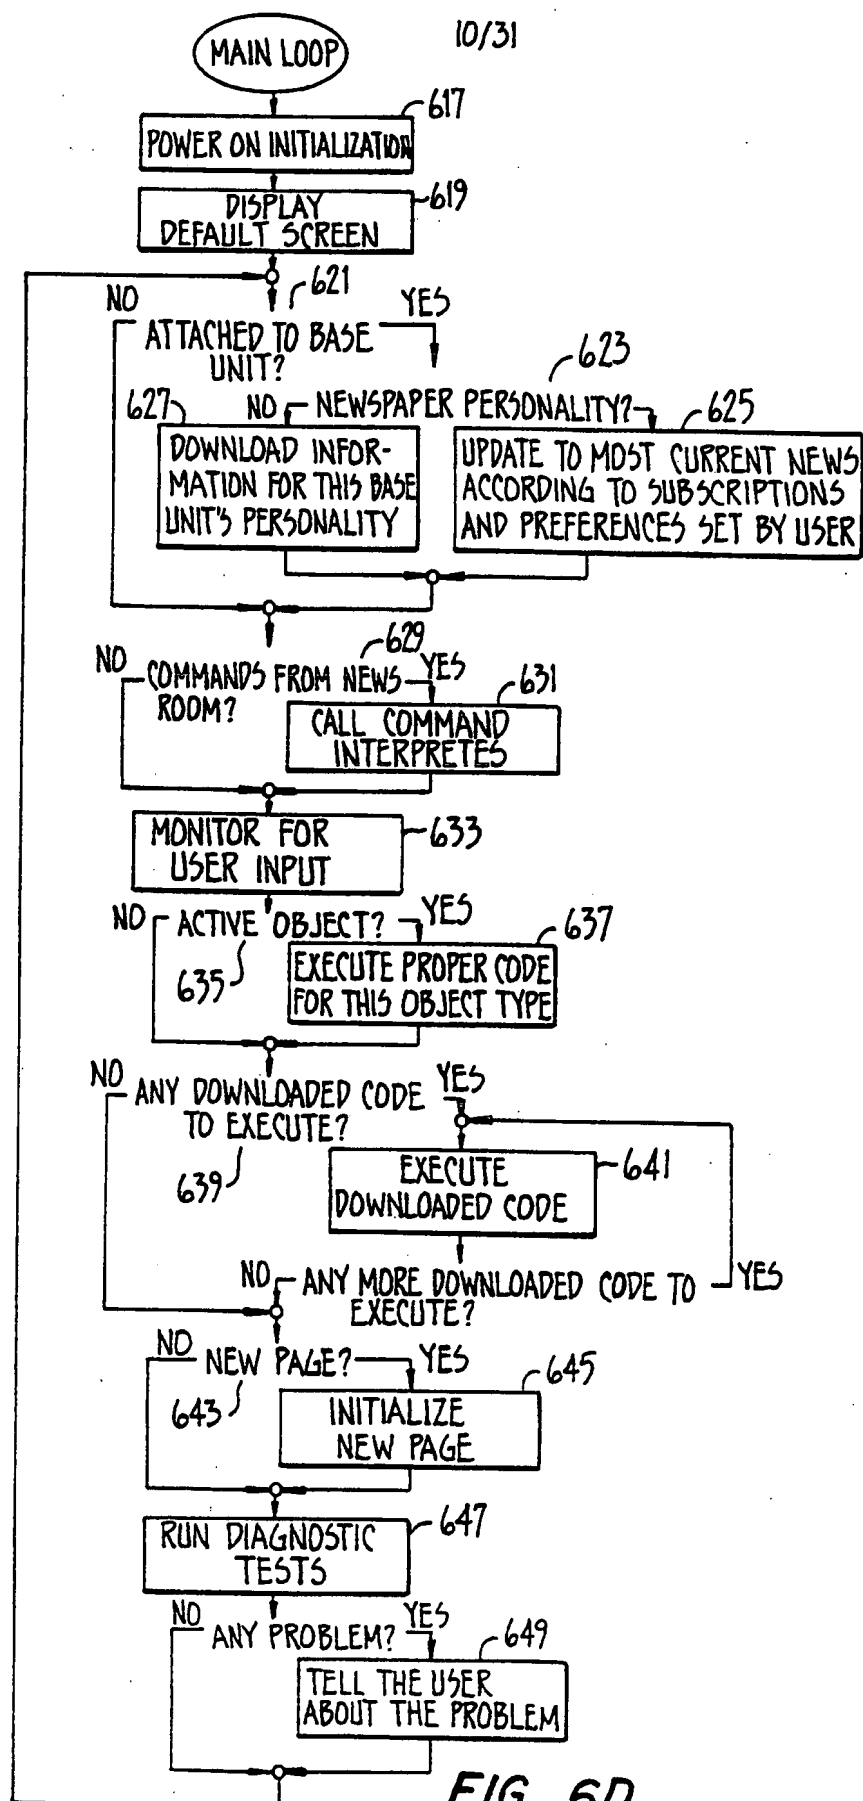 10/31
MAIN LOOP
617
POWER ON INITIALIZATION
619
DISPLAY
DEFAULT SCREEN
621
NO
YES
ATTACHED TO BASE
UNIT?
623
627
NO
NEWSPAPER PERSONALITY?
625
DOWNLOAD INFOR-
MATION FOR THIS BASE
UNIT'S PERSONALITY
UPDATE TO MOST CURRENT NEWS
ACCORDING TO SUBSCRIPTIONS
AND PREFERENCES SET BY USER
629
NO
COMMANDS FROM NEWS
ROOM?
YES
631
CALL COMMAND
INTERPRETES
MONITOR FOR
USER INPUT
633
NO
ACTIVE OBJECT?
YES
635
637
EXECUTE PROPER CODE
FOR THIS OBJECT TYPE
NO
ANY DOWNLOADED CODE
TO EXECUTE?
YES
639
EXECUTE
DOWNLOADED CODE
641
NO
ANY MORE DOWNLOADED CODE TO
EXECUTE?
YES
NO
NEW PAGE?
YES
643
645
INITIALIZE
NEW PAGE
RUN DIAGNOSTIC
TESTS
647
NO
ANY PROBLEM?
YES
649
TELL THE USER
ABOUT THE PROBLEM
FIG. 6D